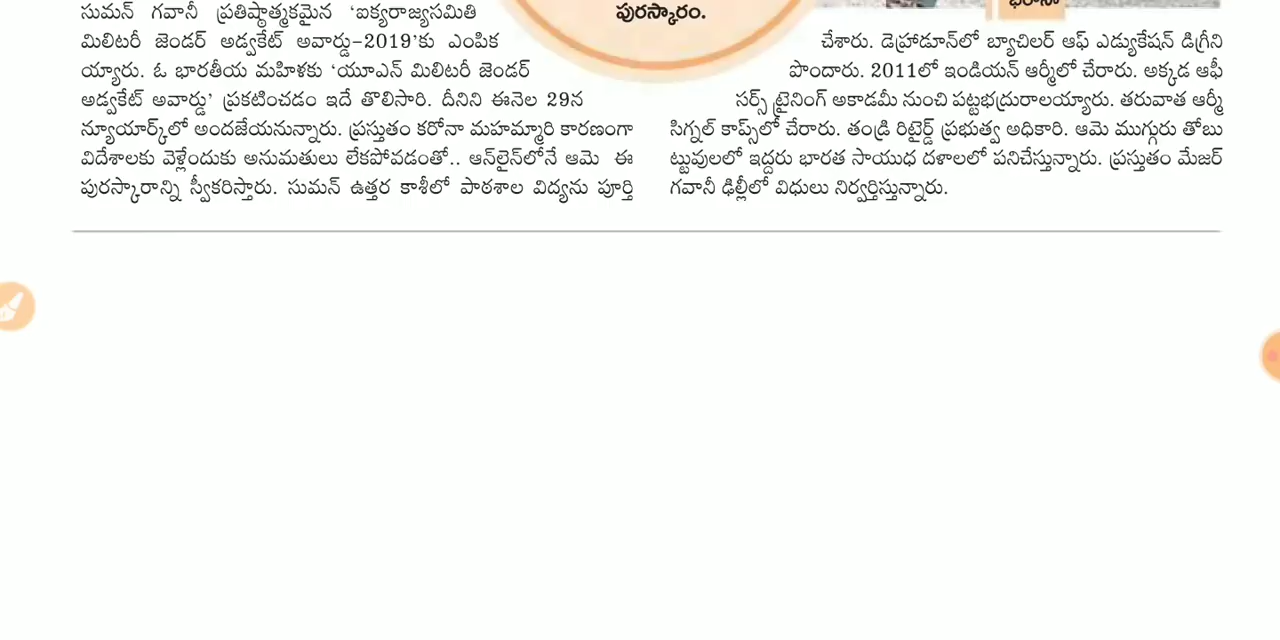 సుమన్ గవానీ ప్రతిష్ఠాత్మకమైన ‘ఐక్యరాజ్యసమితి
మిలిటరీ జెండర్ అడ్వకేట్ అవార్డు-2019’కు ఎంపిక
య్యారు. ఓ భారతీయ మహిళకు ‘యూఎన్ మిలిటరీ జెండర్
అడ్వకేట్ అవార్డు’ ప్రకటించడం ఇదే తొలిసారి. దీనిని ఈనెల 29న
న్యూయార్క్‌లో అందజేయనున్నారు. ప్రస్తుతం కరోనా మహమ్మారి కారణంగా
విదేశాలకు వెళ్లేందుకు అనుమతులు లేకపోవడంతో.. ఆన్‌లైన్‌లోనే ఆమె ఈ
పురస్కారాన్ని స్వీకరిస్తారు. సుమన్ ఉత్తర కాశీలో పాఠశాల విద్యను పూర్తి
పురస్కారం.
భరోసా
చేశారు. డెహ్రాడూన్‌లో బ్యాచిలర్ ఆఫ్ ఎడ్యుకేషన్ డిగ్రీని
పొందారు. 2011లో ఇండియన్ ఆర్మీలో చేరారు. అక్కడ ఆఫీ
సర్స్ ట్రైనింగ్ అకాడమీ నుంచి పట్టభద్రురాలయ్యారు. తరువాత ఆర్మీ
సిగ్నల్ కాప్స్‌లో చేరారు. తండ్రి రిటైర్డ్ ప్రభుత్వ అధికారి. ఆమె ముగ్గురు తోబు
ట్టువులలో ఇద్దరు భారత సాయుధ దళాలలో పనిచేస్తున్నారు. ప్రస్తుతం మేజర్
గవానీ ఢిల్లీలో విధులు నిర్వర్తిస్తున్నారు.